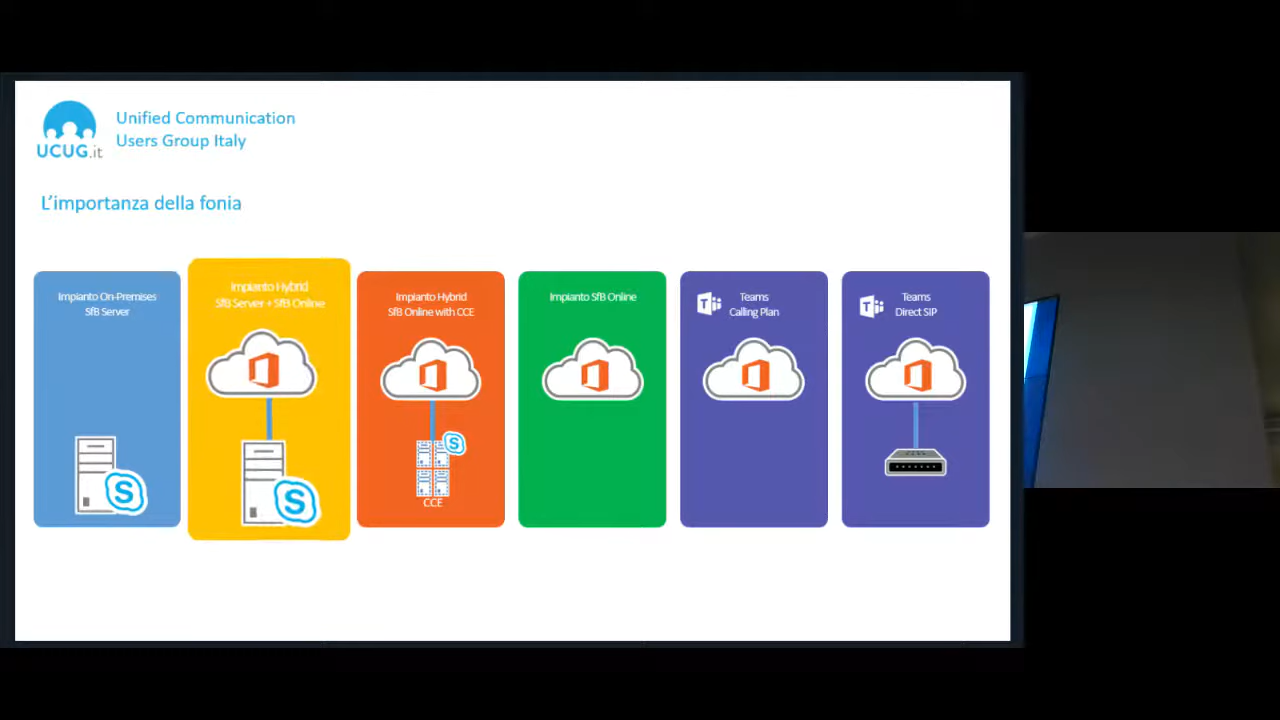 Unified Communication
Users Group Italy
UCUG.it
L'importanza della fonia
Impianto On-Premises
SfB Server
Impianto Hybrid
SfB Server + SfB Online
Impianto Hybrid
SfB Online with CCE
CCE
Impianto SfB Online
Teams
Calling Plan
Teams
Direct SIP